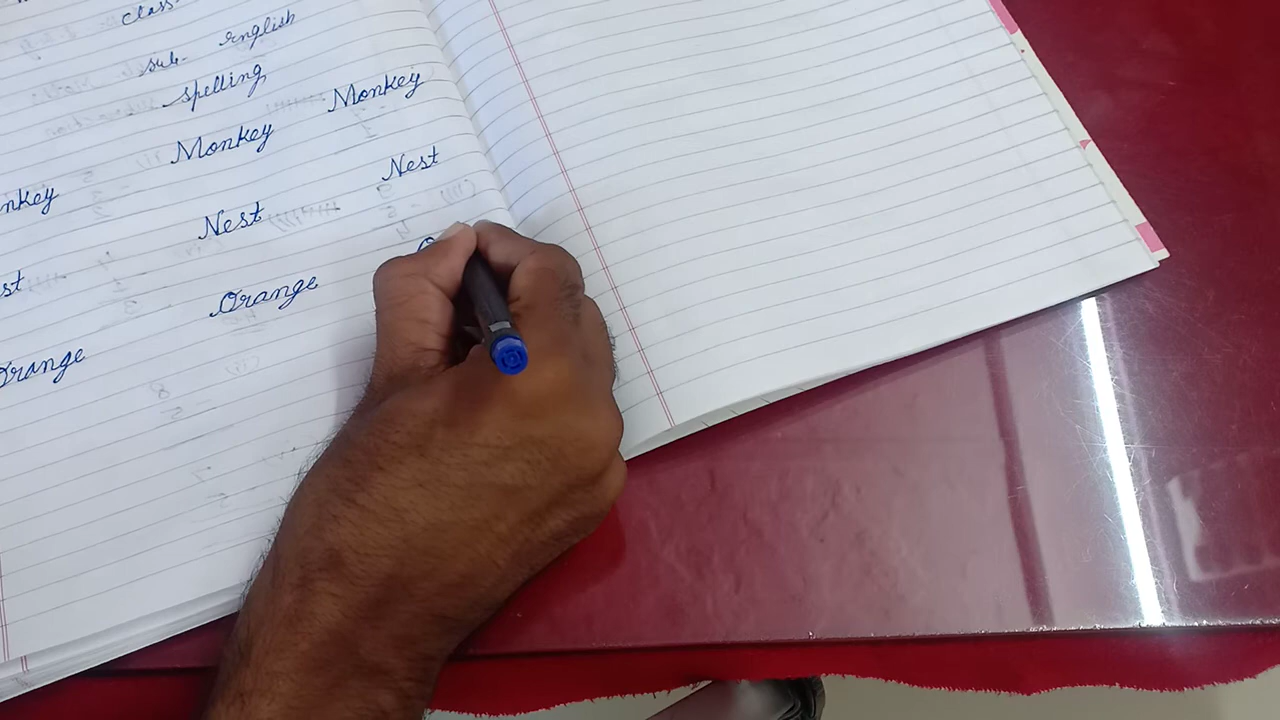 class-
sub- english
spelling
nkey Monkey Monkey
st Nest Nest
Orange Orange O